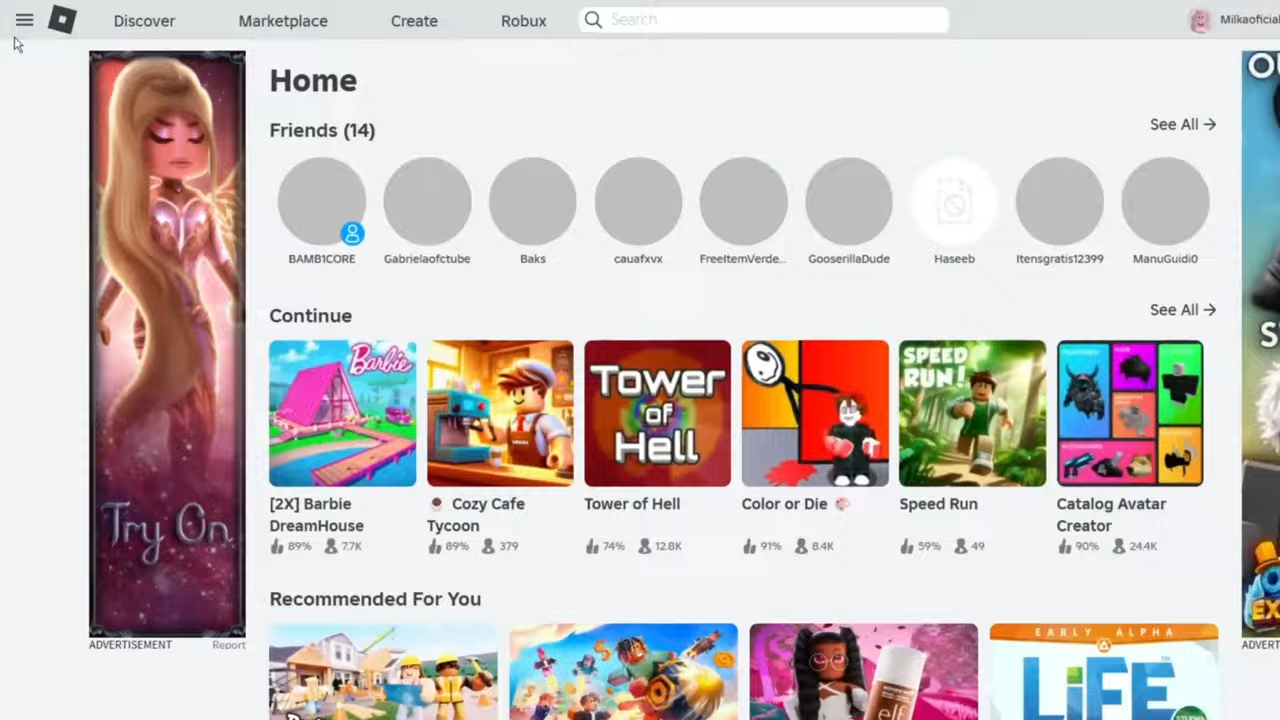 Discover Marketplace Create Robux Search Milkaoficial
Home
Friends (14) See All
BAMB1CORE Gabrielaofctube Baks cauafxvx FreeItemVerde... GooserillaDude Haseeb Itensgratis12399 ManuGuidi0
Continue See All
Barbie
Tower
of
Hell
SPEED
RUN!
[2X] Barbie
DreamHouse
Cozy Cafe
Tycoon
Tower of Hell
Color or Die
Speed Run
Catalog Avatar
Creator
89% 7.7K 89% 379 74% 12.8K 91% 8.4K 59% 49 90% 24.4K
Try On
ADVERTISEMENT Report
Recommended For You
EARLY ALPHA
LiFE
elf
EX
ADVERT